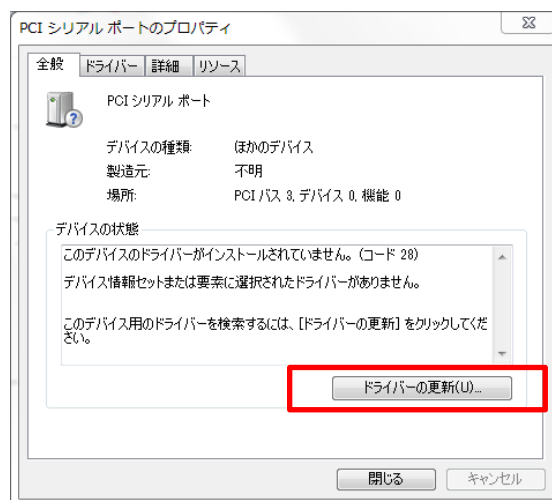 PCI シリアル ポートのプロパティ
全般 ドライバー 詳細 リソース
PCI シリアル ポート
デバイスの種類: ほかのデバイス
製造元: 不明
場所: PCI バス 3, デバイス 0, 機能 0
デバイスの状態
このデバイスのドライバーがインストールされていません。(コード 28)
デバイス情報セットまたは要素に選択されたドライバーがありません。
このデバイス用のドライバーを検索するには、[ドライバーの更新] をクリックしてくだ
さい。
ドライバーの更新(U)...
閉じる キャンセル